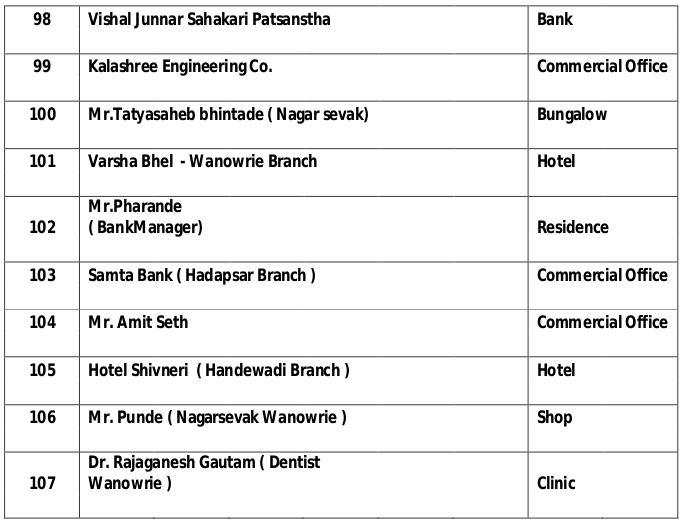 98 Vishal Junnar Sahakari Patsanstha Bank
99 Kalashree Engineering Co. Commercial Office
100 Mr.Tatyasaheb bhintade ( Nagar sevak) Bungalow
101 Varsha Bhel - Wanowrie Branch Hotel
Mr.Pharande
102 ( BankManager) Residence
103 Samta Bank ( Hadapsar Branch ) Commercial Office
104 Mr. Amit Seth Commercial Office
105 Hotel Shivneri ( Handewadi Branch ) Hotel
106 Mr. Punde ( Nagarsevak Wanowrie ) Shop
Dr. Rajaganesh Gautam ( Dentist
107 Wanowrie ) Clinic